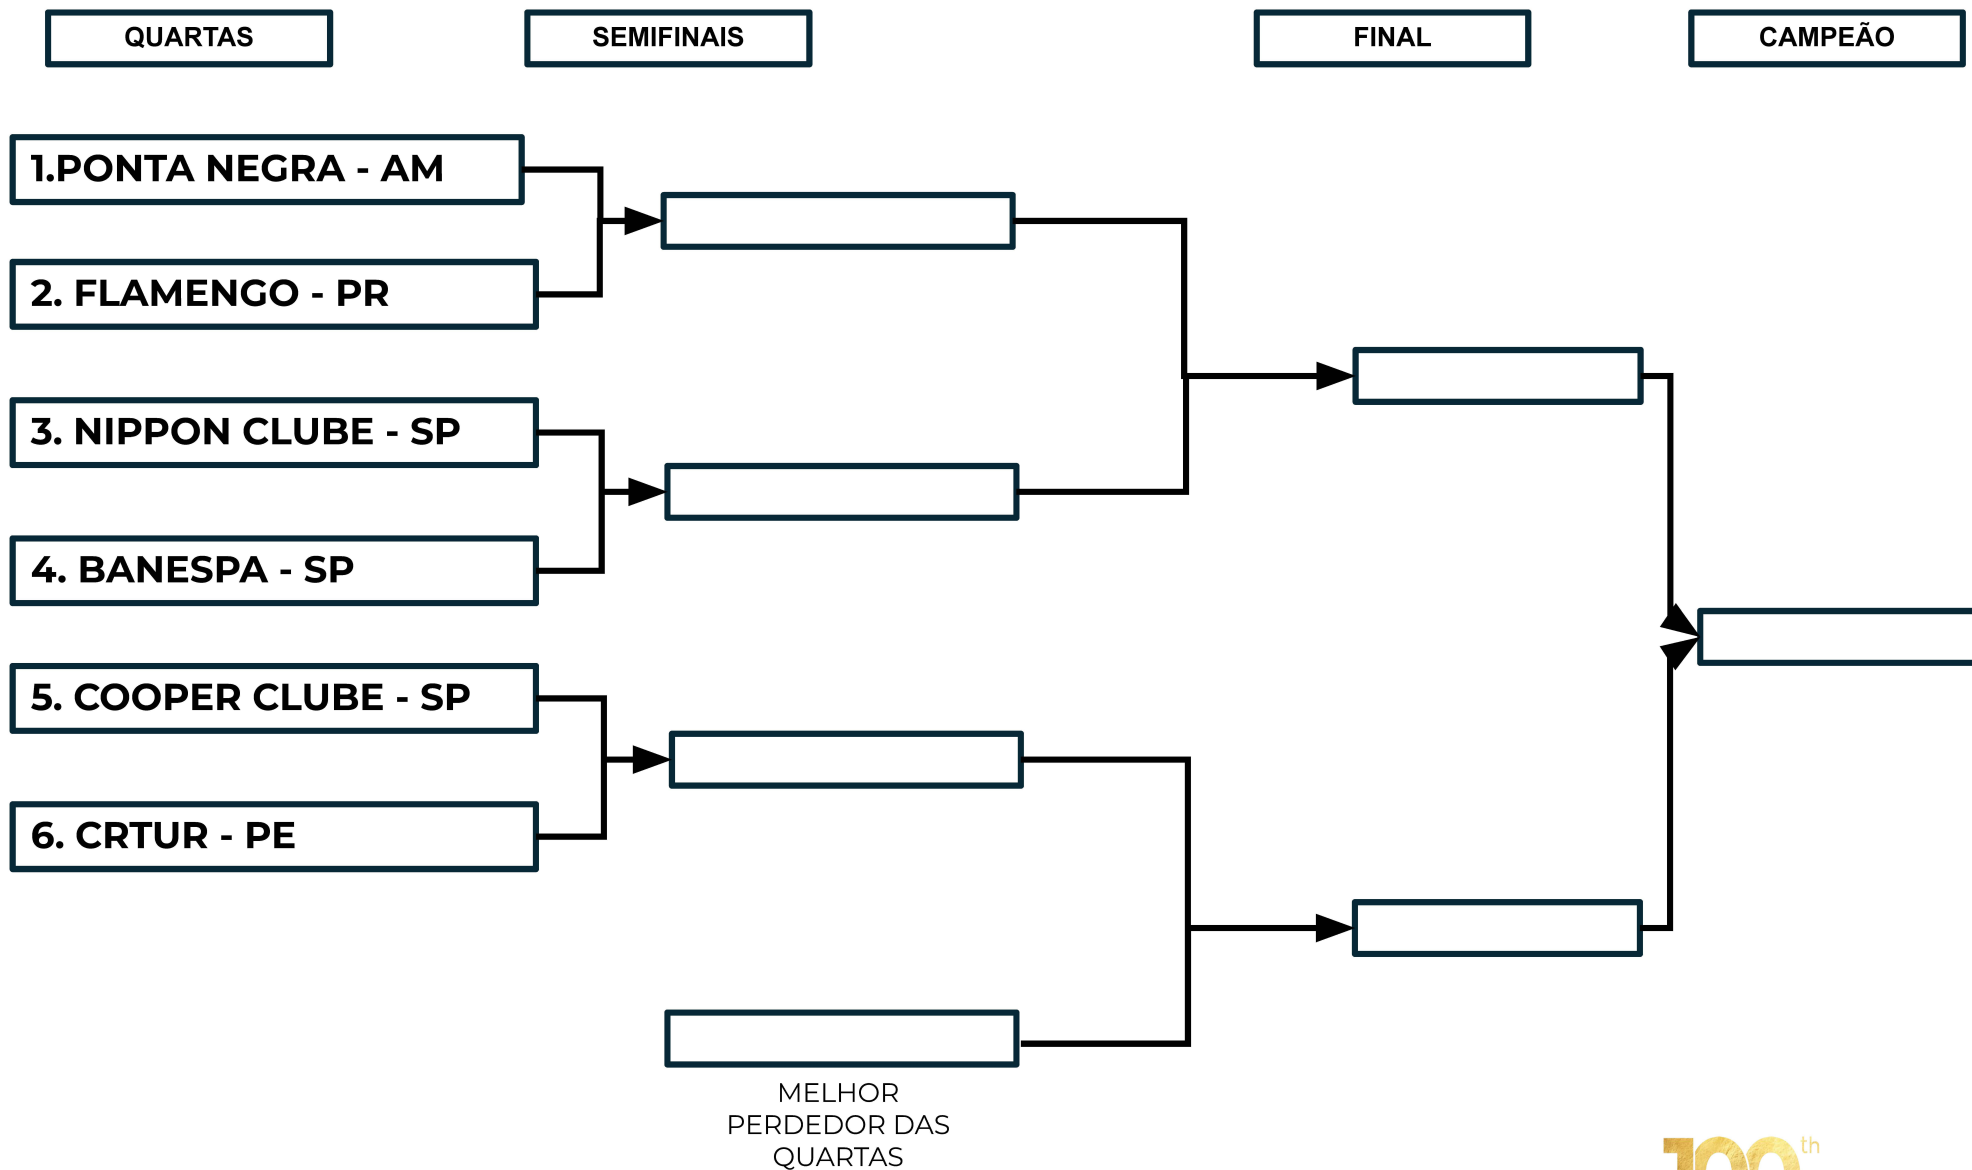 QUARTAS
SEMIFINAIS
FINAL
CAMPEÃO
1.PONTA NEGRA - AM
2. FLAMENGO - PR
3. NIPPON CLUBE - SP
4. BANESPA - SP
5. COOPER CLUBE - SP
6. CRTUR - PE
MELHOR
PERDEDOR DAS
QUARTAS
100th